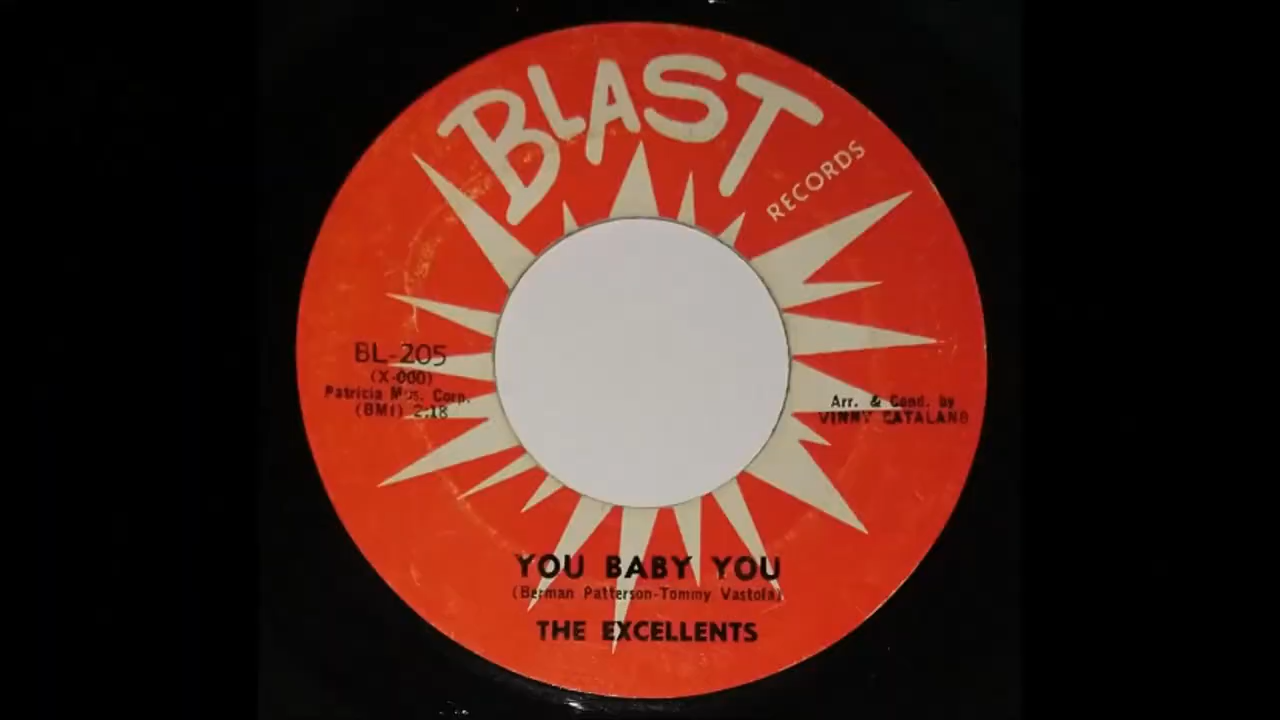 BLAST
RECORDS
BL-205
(X-000)
Patricia Mus. Corp.
(BMI) 2:18
Arr. & Cond. by
VINNY CATALANO
YOU BABY YOU
(Berman Patterson-Tommy Vastola)
THE EXCELLENTS